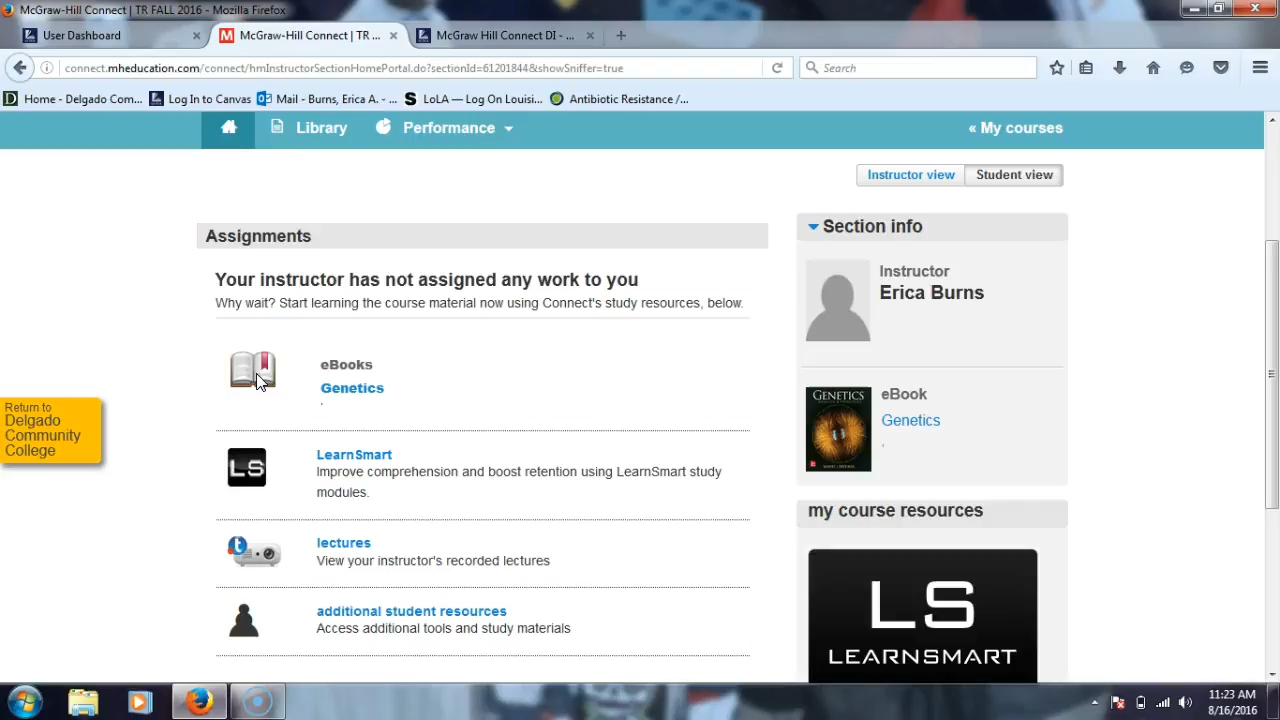 McGraw-Hill Connect | TR FALL 2016 - Mozilla Firefox
User Dashboard
McGraw-Hill Connect | TR ...
McGraw Hill Connect DI - ...
connect.mheducation.com/connect/hmInstructorSectionHomePortal.do?sectionId=61201844&showSniffer=true
Search
Home - Delgado Com...
Log In to Canvas
Mail - Burns, Erica A. - ...
LoLA — Log On Louisi...
Antibiotic Resistance /...
Library
Performance
« My courses
Instructor view
Student view
Assignments
Your instructor has not assigned any work to you
Why wait? Start learning the course material now using Connect's study resources, below.
eBooks
Genetics
LS
LearnSmart
Improve comprehension and boost retention using LearnSmart study
modules.
lectures
View your instructor's recorded lectures
additional student resources
Access additional tools and study materials
Return to
Delgado
Community
College
Section info
Instructor
Erica Burns
GENETICS
eBook
Genetics
my course resources
LS
LEARNSMART
11:23 AM
8/16/2016